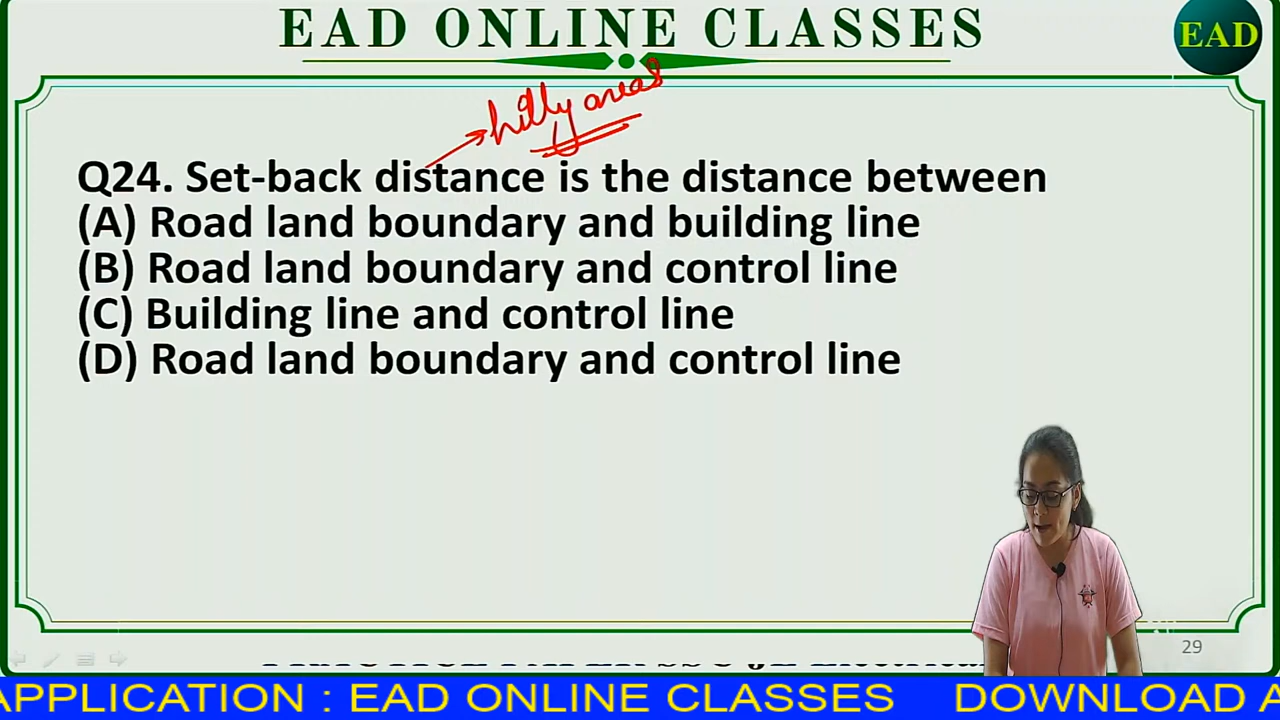 EAD ONLINE CLASSES
EAD
hilly areas
Q24. Set-back distance is the distance between
(A) Road land boundary and building line
(B) Road land boundary and control line
(C) Building line and control line
(D) Road land boundary and control line
29
APPLICATION : EAD ONLINE CLASSES DOWNLOAD A